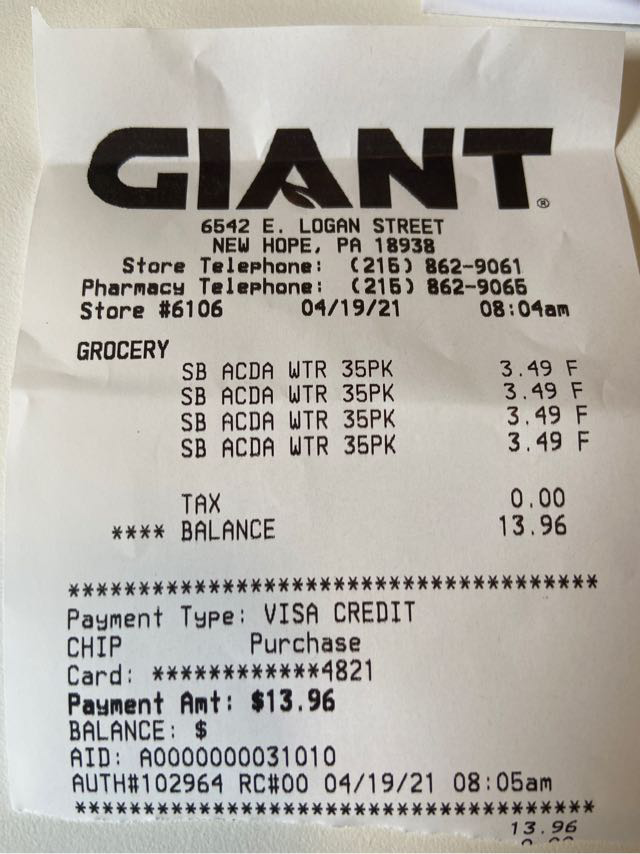 GIANT®
6542 E. LOGAN STREET
NEW HOPE, PA 18938
Store Telephone: (215) 862-9061
Pharmacy Telephone: (215) 862-9065
Store #6106 04/19/21 08:04am
GROCERY
SB ACDA WTR 35PK 3.49 F
SB ACDA WTR 35PK 3.49 F
SB ACDA WTR 35PK 3.49 F
SB ACDA WTR 35PK 3.49 F
TAX 0.00
**** BALANCE 13.96
***************************************
Payment Type: VISA CREDIT
CHIP Purchase
Card: ************4821
Payment Amt: $13.96
BALANCE: $
AID: A0000000031010
AUTH#102964 RC#00 04/19/21 08:05am
***************************************
13.96